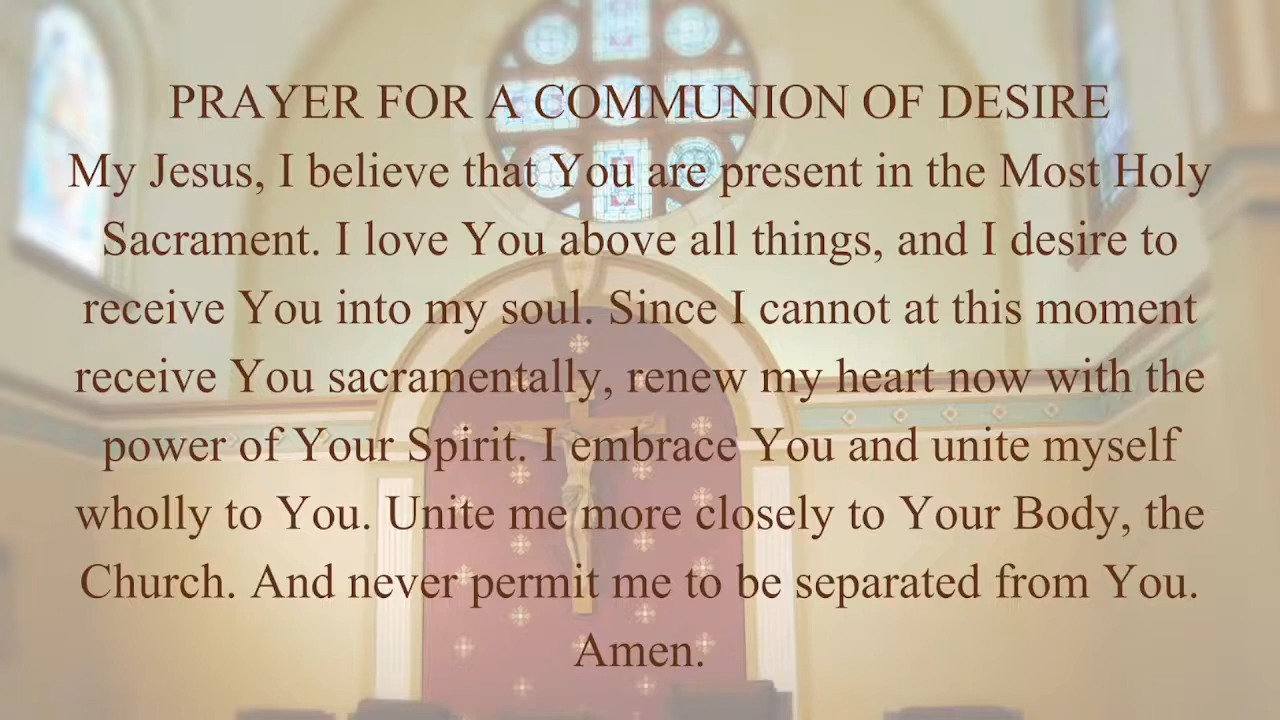 PRAYER FOR A COMMUNION OF DESIRE
My Jesus, I believe that You are present in the Most Holy
Sacrament. I love You above all things, and I desire to
receive You into my soul. Since I cannot at this moment
receive You sacramentally, renew my heart now with the
power of Your Spirit. I embrace You and unite myself
wholly to You. Unite me more closely to Your Body, the
Church. And never permit me to be separated from You.
Amen.